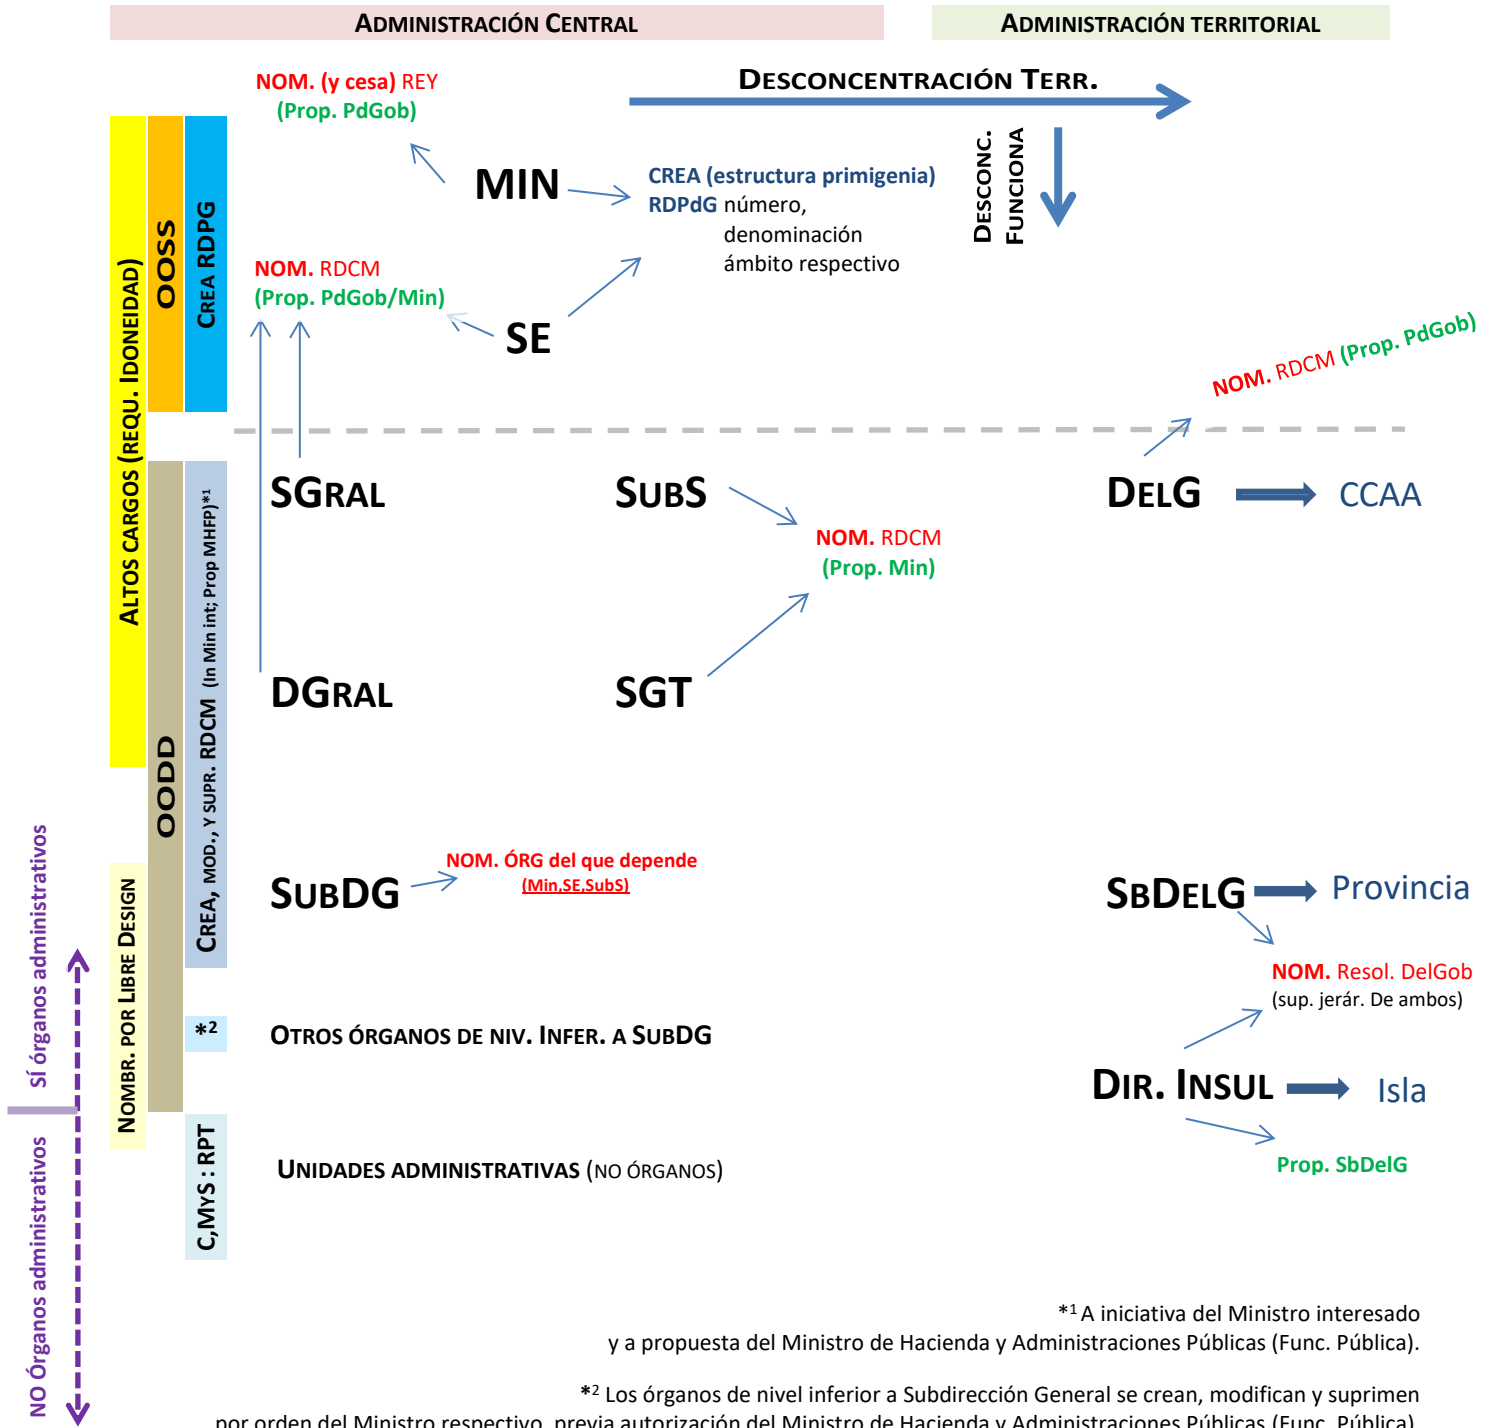 ADMINISTRACIÓN CENTRAL
ADMINISTRACIÓN TERRITORIAL
NOM. (y cesa) REY
(Prop. PdGob)
DESCONCENTRACIÓN TERR.
DESCONC.
FUNCIONA
MIN
CREA (estructura primigenia)
RDPdG número,
denominación
ámbito respectivo
NOM. RDCM
(Prop. PdGob/Min)
SE
NOM. RDCM (Prop. PdGob)
ALTOS CARGOS (REQU. IDONEIDAD)
OOSS
CREA RDPG
SGRAL
SUBS
DELG
CCAA
NOM. RDCM
(Prop. Min)
OODD
CREA, MOD., Y SUPR. RDCM (In Min int; Prop MHFP)*1
DGRAL
SGT
SUBDG
NOM. ÓRG del que depende
(Min,SE,SubS)
SBDELG
Provincia
NOM. Resol. DelGob
(sup. jerár. De ambos)
NOMBR. POR LIBRE DESIGN
SÍ órganos administrativos
*2
OTROS ÓRGANOS DE NIV. INFER. A SUBDG
DIR. INSUL
Isla
Prop. SbDelG
NO Órganos administrativos
C,MYS : RPT
UNIDADES ADMINISTRATIVAS (NO ÓRGANOS)
*1 A iniciativa del Ministro interesado
y a propuesta del Ministro de Hacienda y Administraciones Públicas (Func. Pública).
*2 Los órganos de nivel inferior a Subdirección General se crean, modifican y suprimen
por orden del Ministro respectivo, previa autorización del Ministro de Hacienda y Administraciones Públicas (Func. Pública)